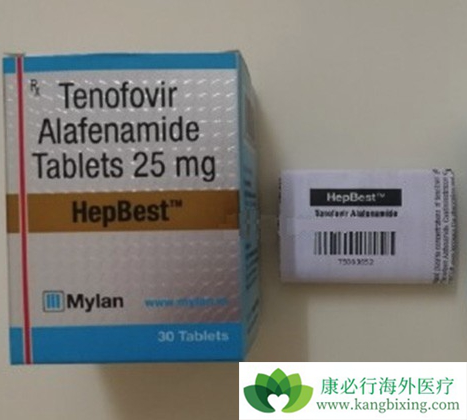 Rx Tenofovir
Alafenamide
Tablets 25 mg
HepBest™
Mylan www.mylan.in
30 Tablets
HepBest™
Tenofovir Alafenamide
75063052
康必行海外医疗
www.kangbixing.com